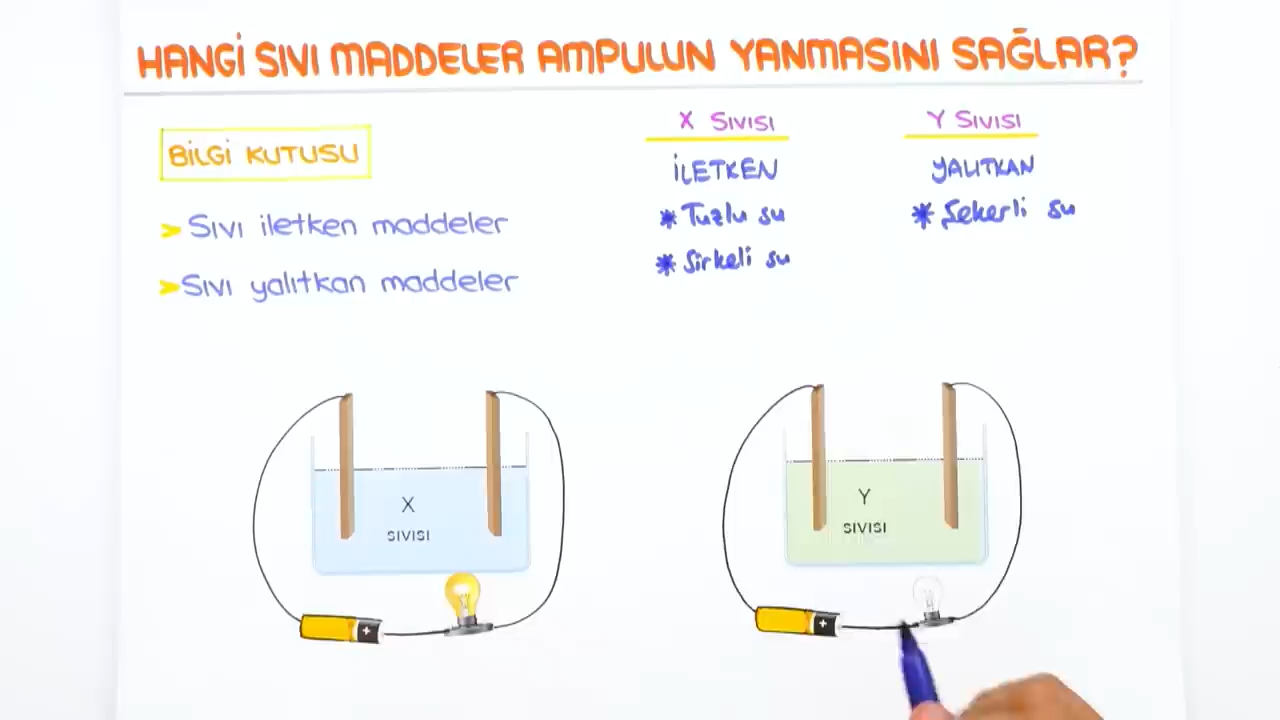 HANGİ SIVI MADDELER AMPULUN YANMASINI SAĞLAR?
BİLGİ KUTUSU
➤ Sıvı iletken maddeler
➤ Sıvı yalıtkan maddeler
X SIVISI
İLETKEN
* Tuzlu su
* Sirkeli su
Y SIVISI
YALITKAN
* Şekerli su
X
SIVISI
+
Y
SIVISI
+